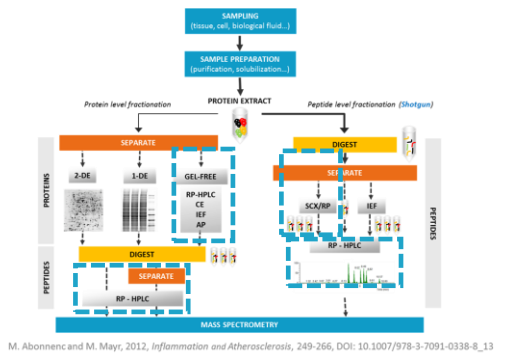 SAMPLING
(tissue, cell, biological fluid...)
SAMPLE PREPARATION
(purification, solubilization...)
PROTEIN EXTRACT
Protein level fractionation
Peptide level fractionation (Shotgun)
SEPARATE
DIGEST
SEPARATE
2-DE
1-DE
GEL-FREE
RP-HPLC
CE
IEF
AP
SCX/RP
IEF
PROTEINS
PEPTIDES
DIGEST
RP - HPLC
SEPARATE
PEPTIDES
RP - HPLC
MASS SPECTROMETRY
M. Abonnenc and M. Mayr, 2012, Inflammation and Atherosclerosis, 249-266, DOI: 10.1007/978-3-7091-0338-8_13